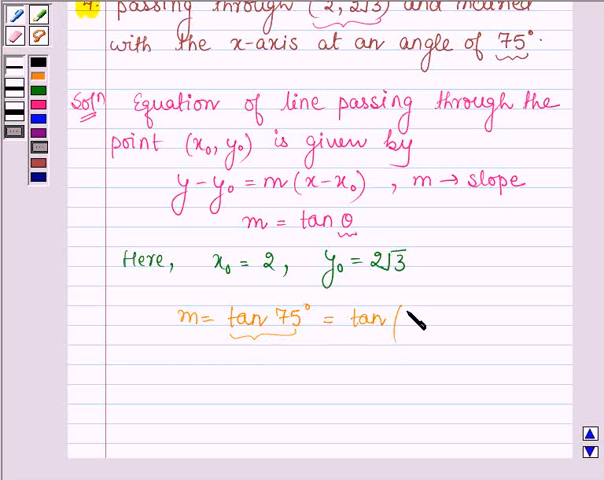 4. passing through (2, 2√3) and inclined
with the x-axis at an angle of 75°.
Solⁿ Equation of line passing through the
point (x₀, y₀) is given by
y-y₀ = m(x-x₀) , m → slope
m = tan θ
Here, x₀ = 2, y₀ = 2√3
m = tan 75° = tan (